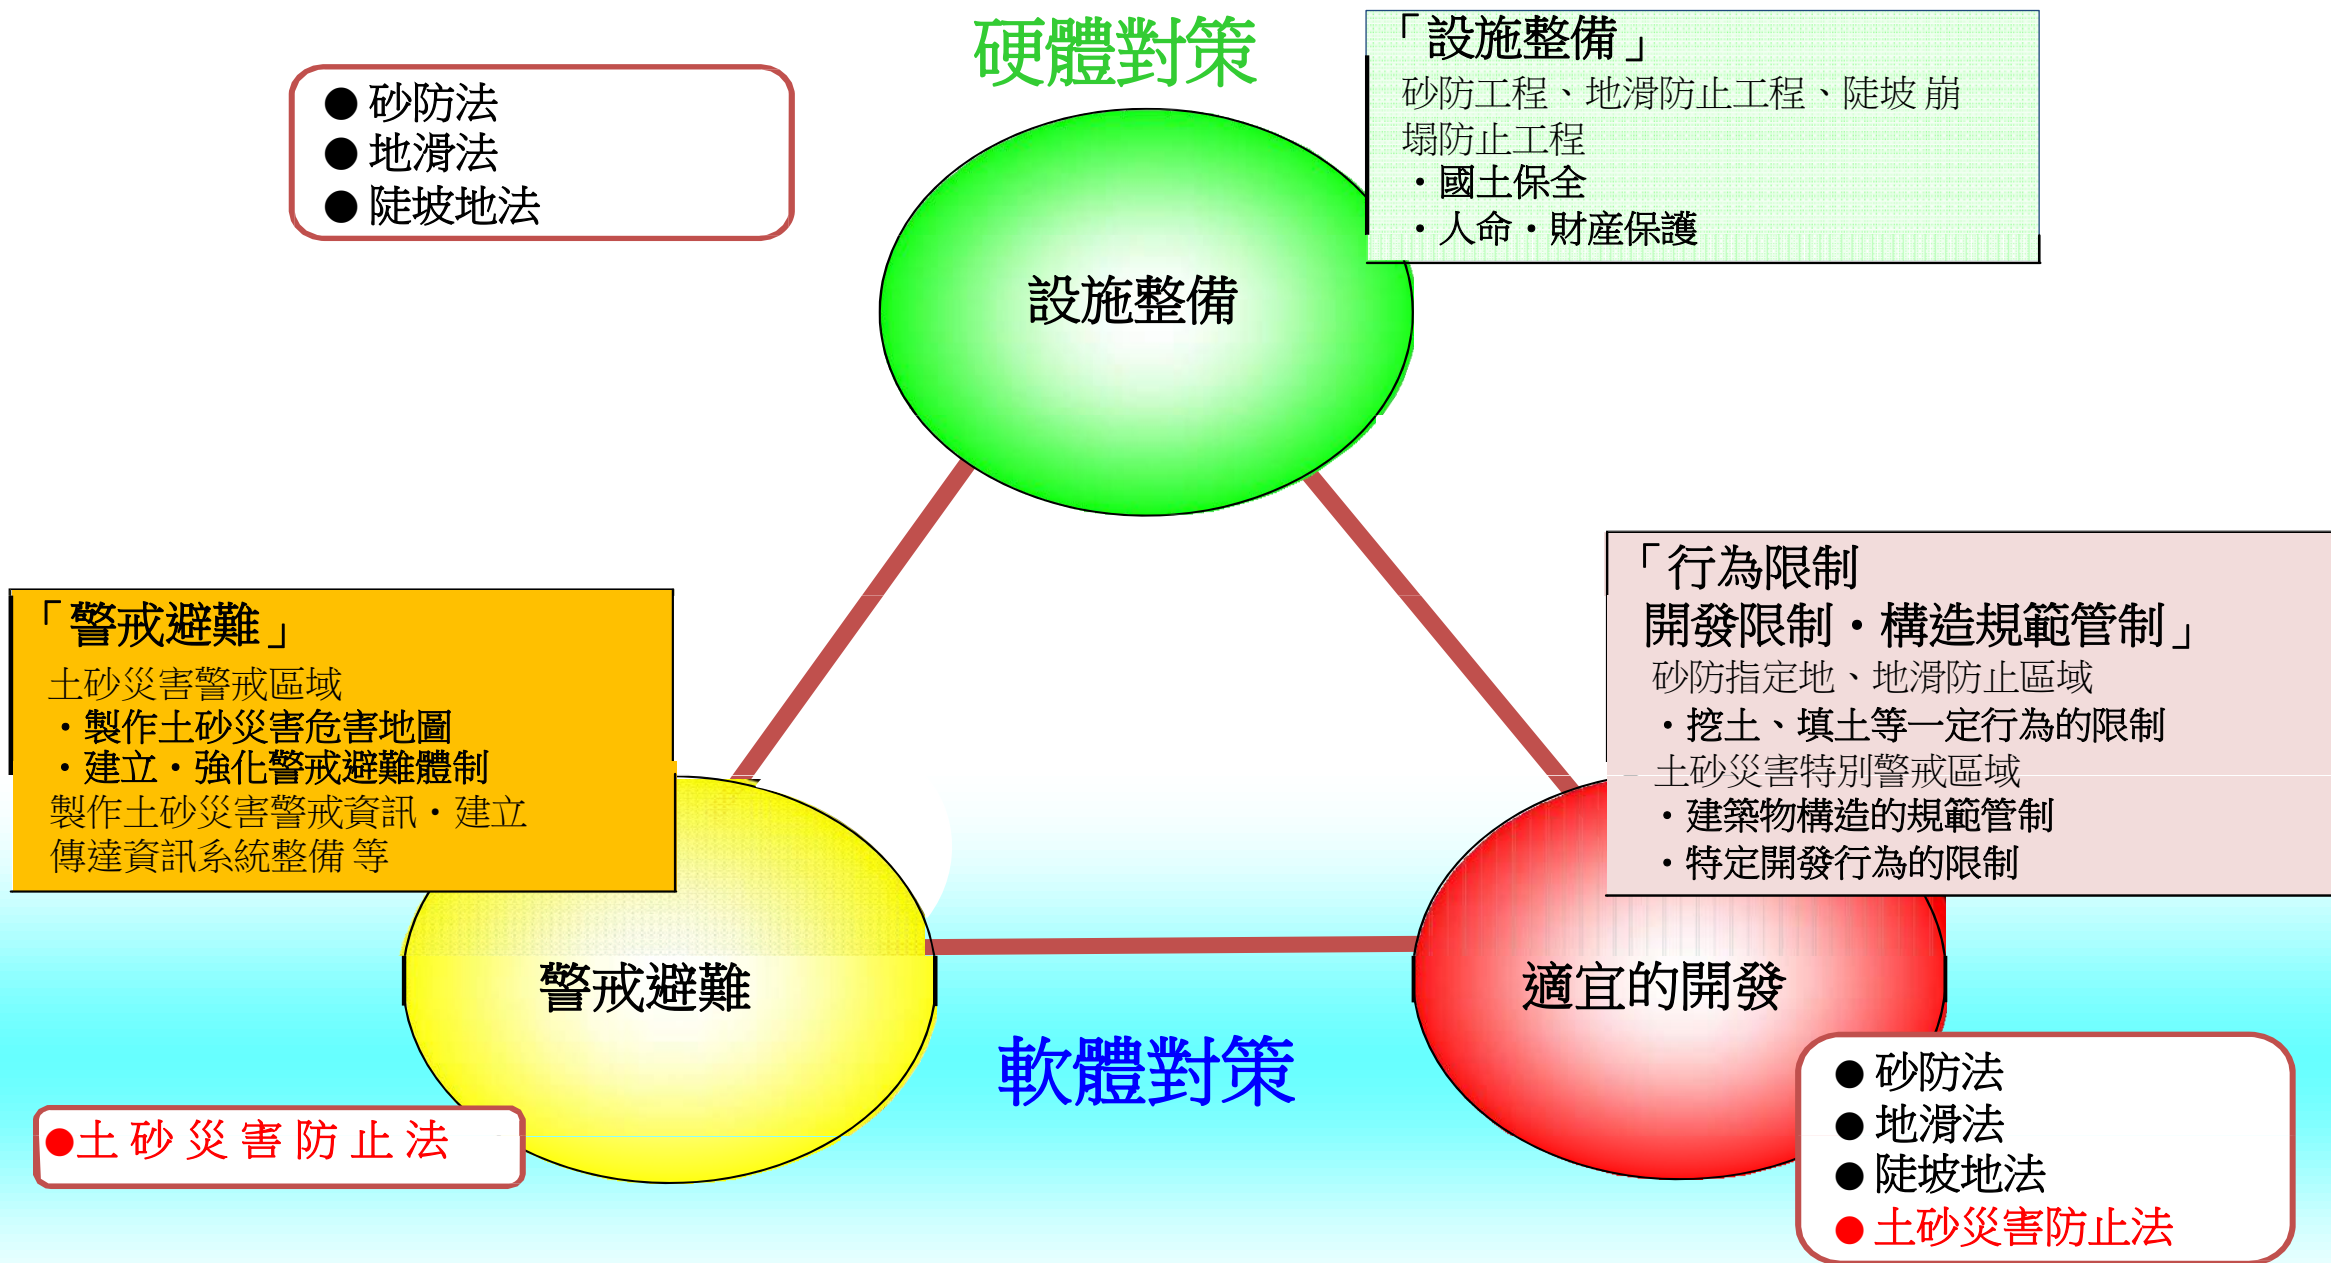 硬體對策
● 砂防法
● 地滑法
● 陡坡地法
「設施整備」
砂防工程、地滑防止工程、陡坡 崩
塌防止工程
・國土保全
・人命・財産保護
設施整備
「警戒避難」
土砂災害警戒區域
・製作土砂災害危害地圖
・建立・強化警戒避難體制
製作土砂災害警戒資訊・建立
傳達資訊系統整備 等
「行為限制
開發限制・構造規範管制」
砂防指定地、地滑防止區域
・挖土、填土等一定行為的限制
土砂災害特別警戒區域
・建築物構造的規範管制
・特定開發行為的限制
警戒避難
適宜的開發
軟體對策
●土 砂 災 害 防 止 法
● 砂防法
● 地滑法
● 陡坡地法
● 土砂災害防止法